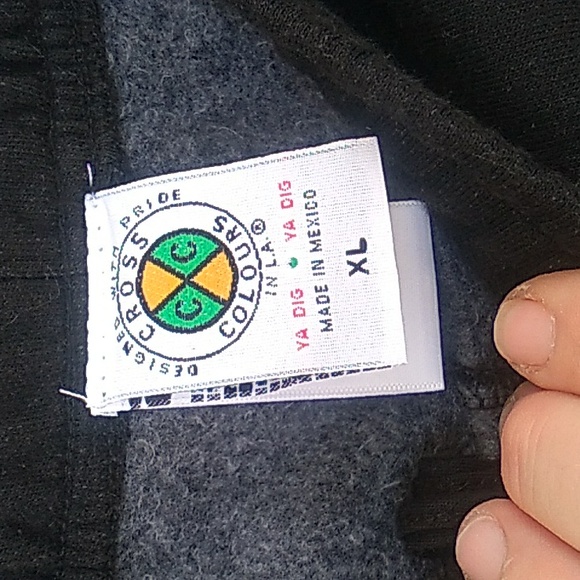 DESIGNED WITH PRIDE
CROSS COLOURS
C C
IN L.A.®
YA DIG YA DIG
MADE IN MEXICO
XL